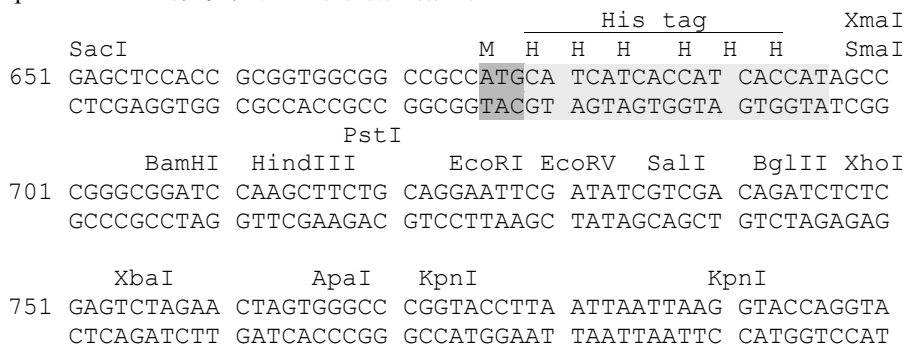 His tag XmaI
SacI M H H H H H H SmaI
651 GAGCTCCACC GCGGTGGCGG CCGCCATGCA TCATCACCAT CACCATAGCC
CTCGAGGTGG CGCCACCGCC GGCGGTACGT AGTAGTGGTA GTGGTATCGG
PstI
BamHI HindIII EcoRI EcoRV SalI BglII XhoI
701 CGGGCGGATC CAAGCTTCTG CAGGAATTCG ATATCGTCGA CAGATCTCTC
GCCCGCCTAG GTTCGAAGAC GTCCTTAAGC TATAGCAGCT GTCTAGAGAG
XbaI ApaI KpnI KpnI
751 GAGTCTAGAA CTAGTGGGCC CGGTACCTTA ATTAATTAAG GTACCAGGTA
CTCAGATCTT GATCACCCGG GCCATGGAAT TAATTAATTC CATGGTCCAT